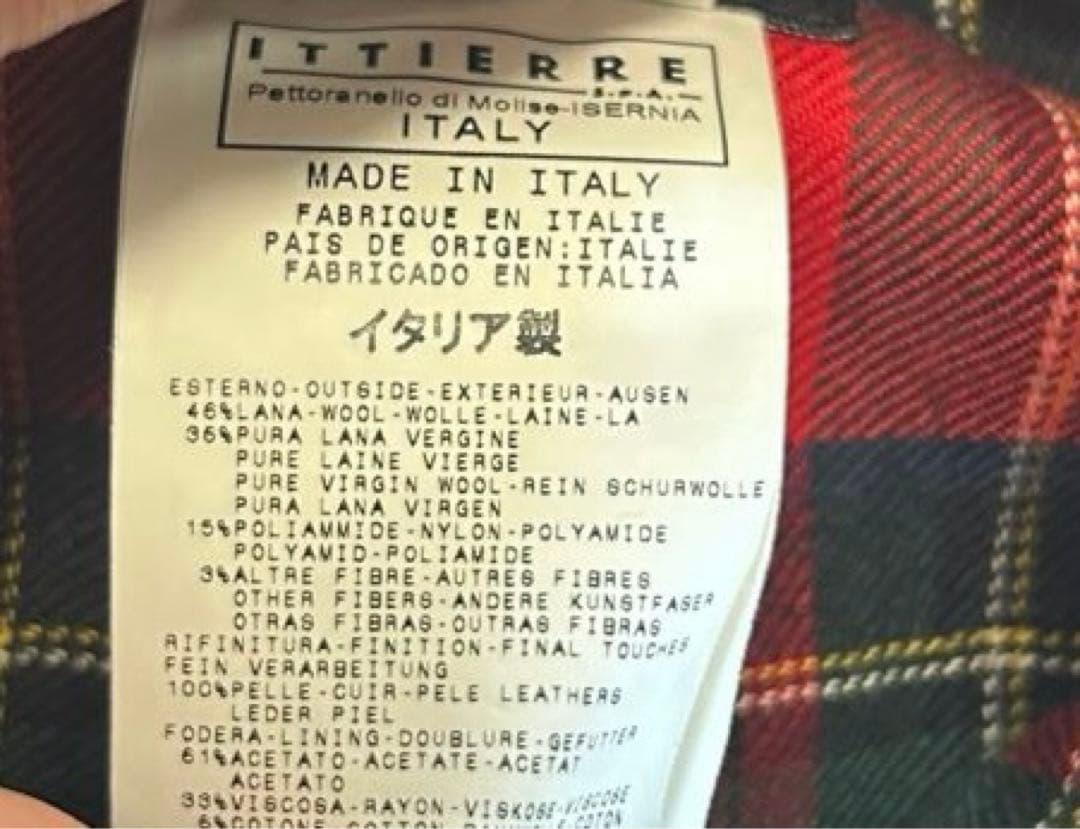 ITTIERRE
S.P.A.
Pettoranello di Molise-ISERNIA
ITALY
MADE IN ITALY
FABRIQUE EN ITALIE
PAIS DE ORIGEN:ITALIE
FABRICADO EN ITALIA
イタリア製
ESTERNO-OUTSIDE-EXTERIEUR-AUSEN
46%LANA-WOOL-WOLLE-LAINE-LA
36%PURA LANA VERGINE
PURE LAINE VIERGE
PURE VIRGIN WOOL-REIN SCHURWOLLE
PURA LANA VIRGEN
15%POLIAMMIDE-NYLON-POLYAMIDE
POLYAMID-POLIAMIDE
3%ALTRE FIBRE-AUTRES FIBRES
OTHER FIBERS-ANDERE KUNSTFASER
OTRAS FIBRAS-OUTRAS FIBRAS
RIFINITURA-FINITION-FINAL TOUCHES
FEIN VERARBEITUNG
100%PELLE-CUIR-PELE LEATHERS
LEDER PIEL
FODERA-LINING-DOUBLURE-GEFUTTER
61%ACETATO-ACETATE-ACETAT
ACETATO
33%VISCOSA-RAYON-VISKOSE-VISCOSE
6%COTONE-COTTON